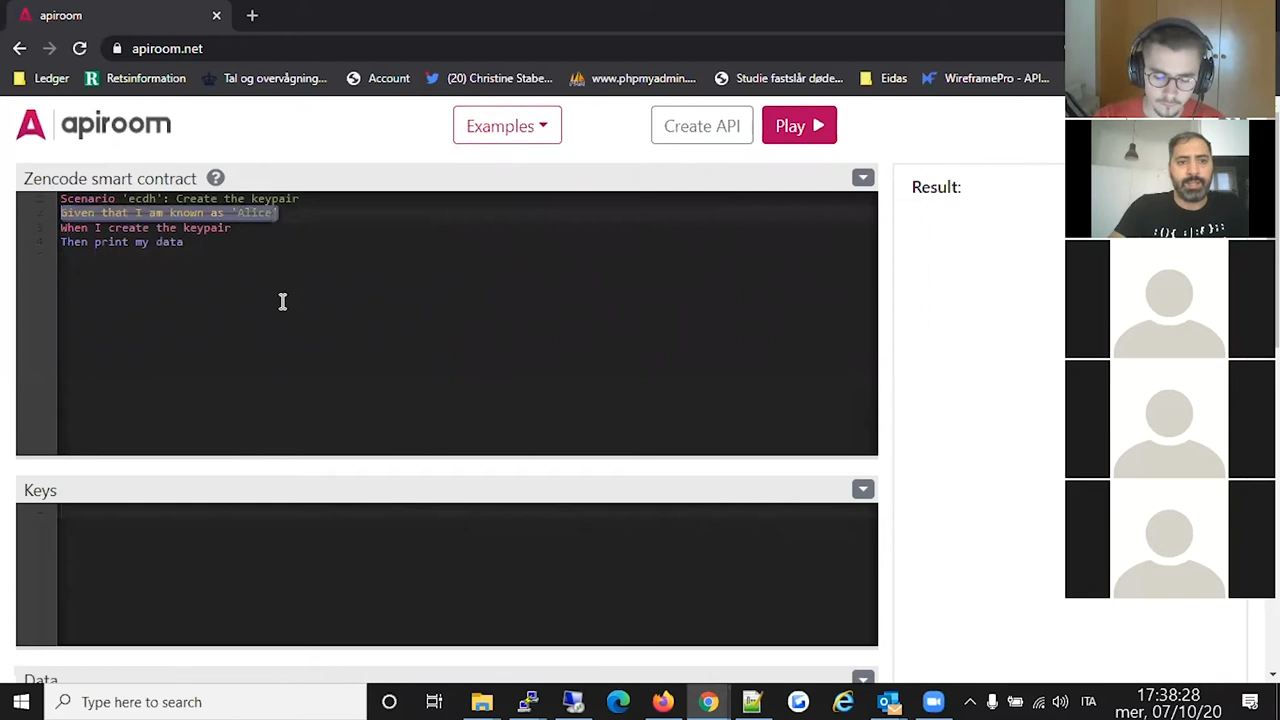 apiroom
apiroom.net
Ledger
Retsinformation
Tal og overvågning...
Account
(20) Christine Stabe...
www.phpmyadmin....
Studie fastslår døde...
Eidas
WireframePro - API...
apiroom
Examples
Create API
Play
Zencode smart contract
Result:
Scenario 'ecdh': Create the keypair
Given that I am known as 'Alice'
When I create the keypair
Then print my data
Keys
Data
Type here to search
ITA
17:38:28
mer, 07/10/20